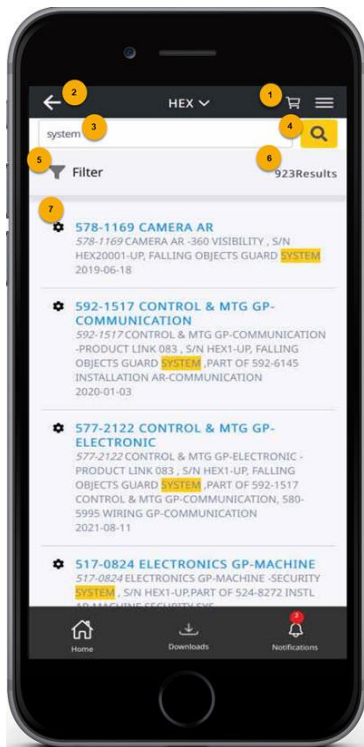 1
2
HEX
3
system
4
5
6
Filter
923Results
7
578-1169 CAMERA AR
578-1169 CAMERA AR -360 VISIBILITY , S/N
HEX20001-UP, FALLING OBJECTS GUARD SYSTEM
2019-06-18
592-1517 CONTROL & MTG GP-
COMMUNICATION
592-1517 CONTROL & MTG GP-COMMUNICATION
-PRODUCT LINK 083 , S/N HEX1-UP, FALLING
OBJECTS GUARD SYSTEM ,PART OF 592-6145
INSTALLATION AR-COMMUNICATION
2020-01-03
577-2122 CONTROL & MTG GP-
ELECTRONIC
577-2122 CONTROL & MTG GP-ELECTRONIC -
PRODUCT LINK 083 , S/N HEX1-UP, FALLING
OBJECTS GUARD SYSTEM ,PART OF 592-1517
CONTROL & MTG GP-COMMUNICATION, 580-
5995 WIRING GP-COMMUNICATION
2021-08-11
517-0824 ELECTRONICS GP-MACHINE
517-0824 ELECTRONICS GP-MACHINE -SECURITY
SYSTEM , S/N HEX1-UP,PART OF 524-8272 INSTL
AR-MACHINE SECURITY SYS
Home
Downloads
Notifications